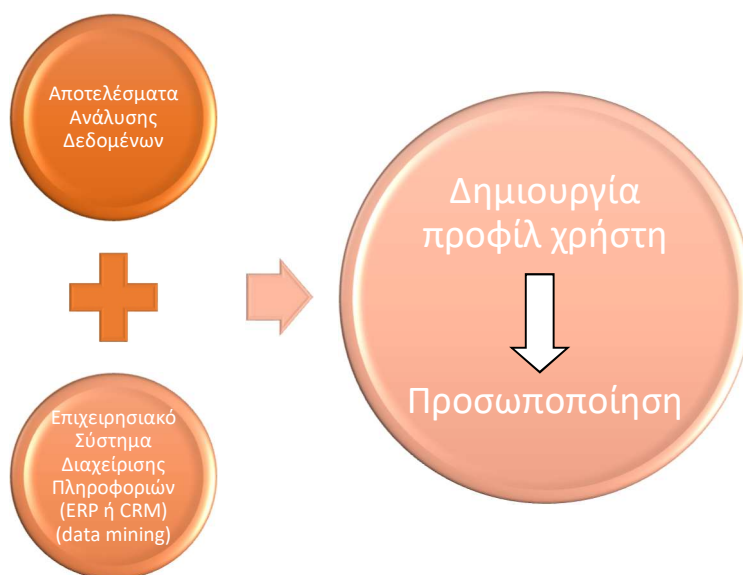 Αποτελέσματα
Ανάλυσης
Δεδομένων
Επιχειρησιακό
Σύστημα
Διαχείρισης
Πληροφοριών
(ERP ή CRM)
(data mining)
Δημιουργία
προφίλ χρήστη
Προσωποποίηση